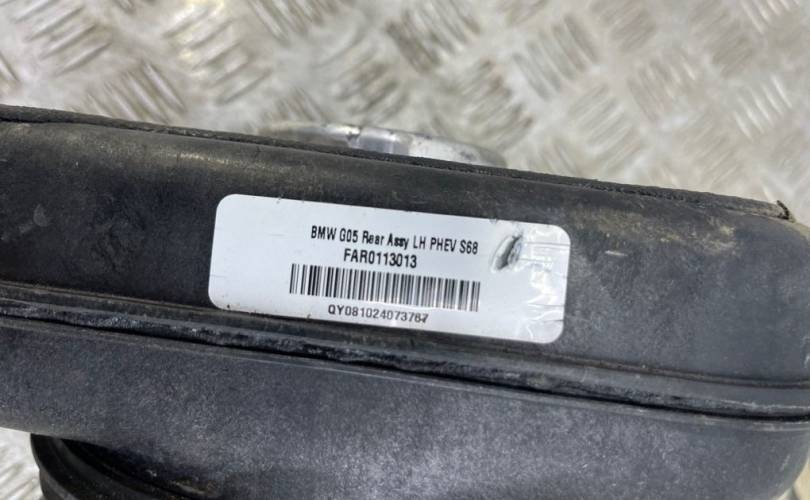 BMW G05 Rear Assy LH PHEV S68
FAR0113013
QY081024073767